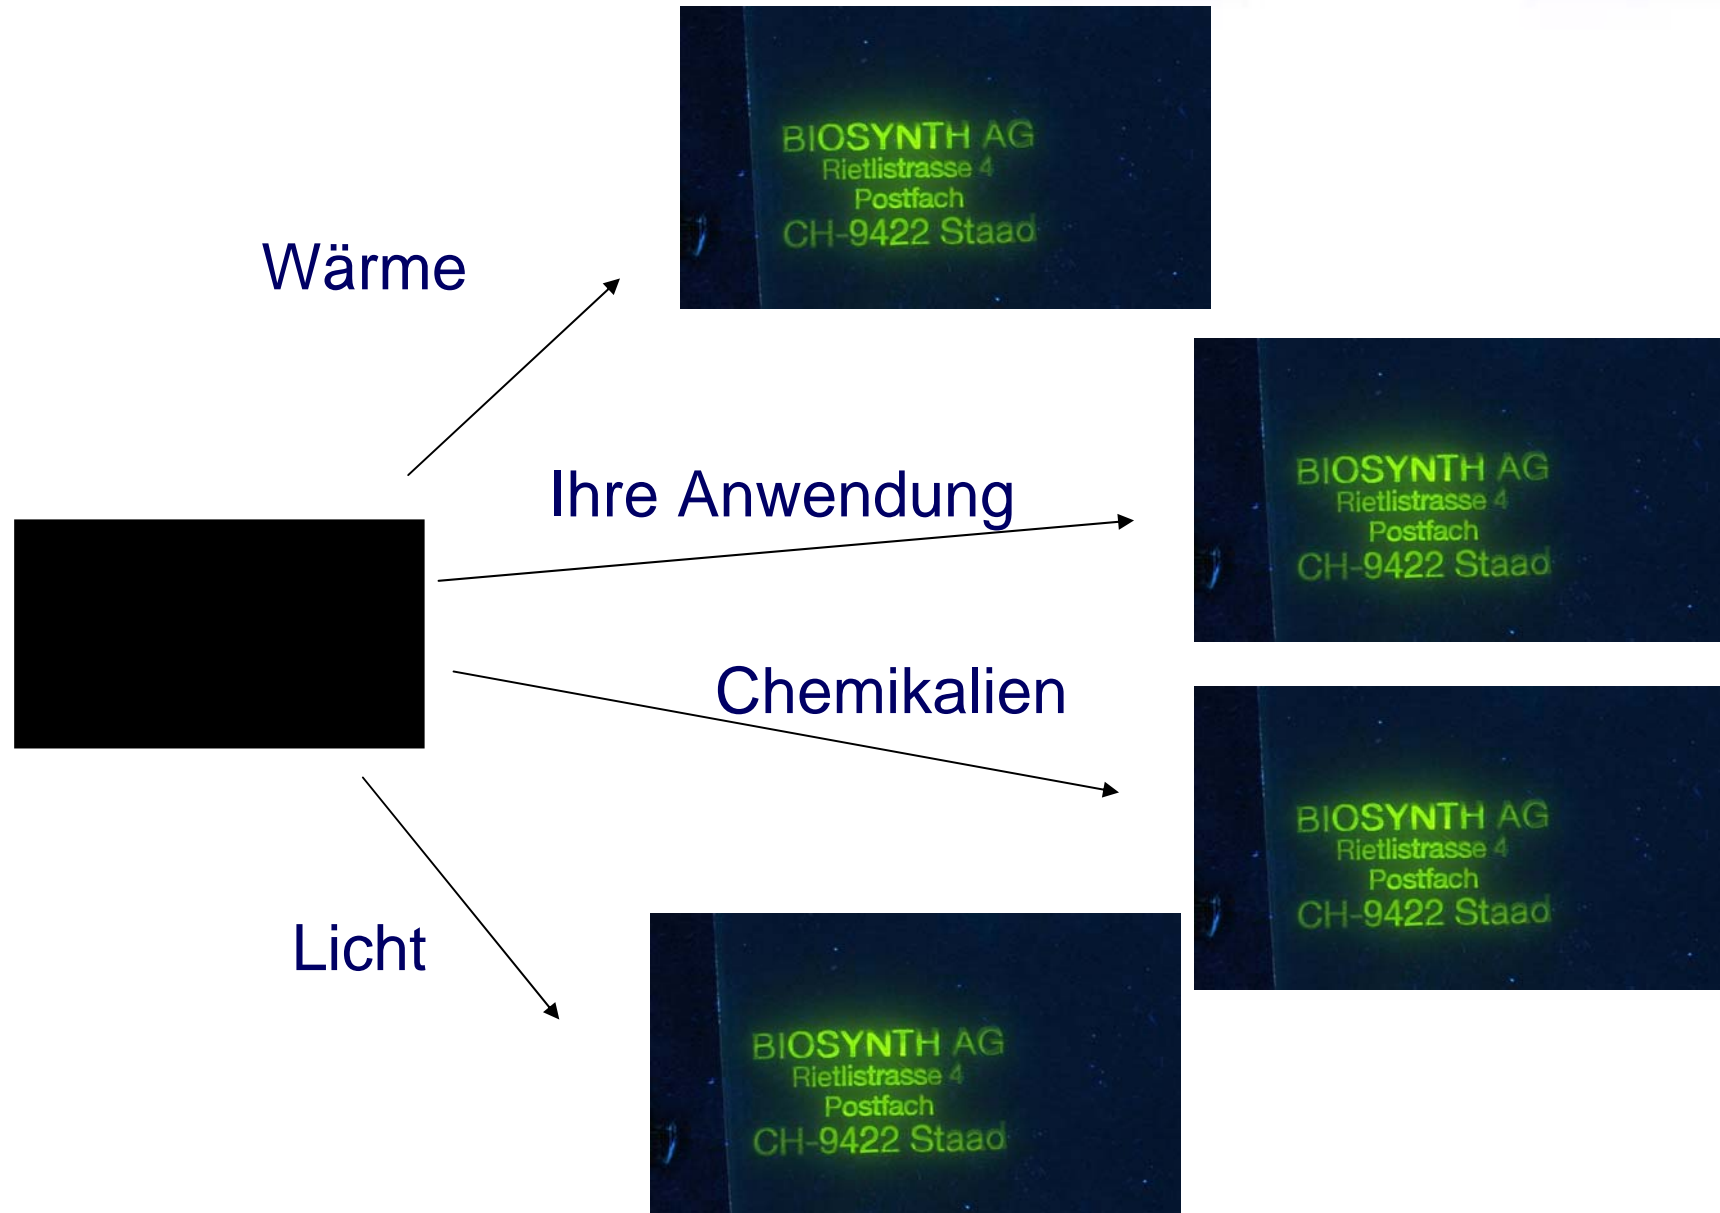 BIOSYNTH AG
Rietlistrasse 4
Postfach
CH-9422 Staad
Wärme
Ihre Anwendung
BIOSYNTH AG
Rietlistrasse 4
Postfach
CH-9422 Staad
Chemikalien
BIOSYNTH AG
Rietlistrasse 4
Postfach
CH-9422 Staad
Licht
BIOSYNTH AG
Rietlistrasse 4
Postfach
CH-9422 Staad